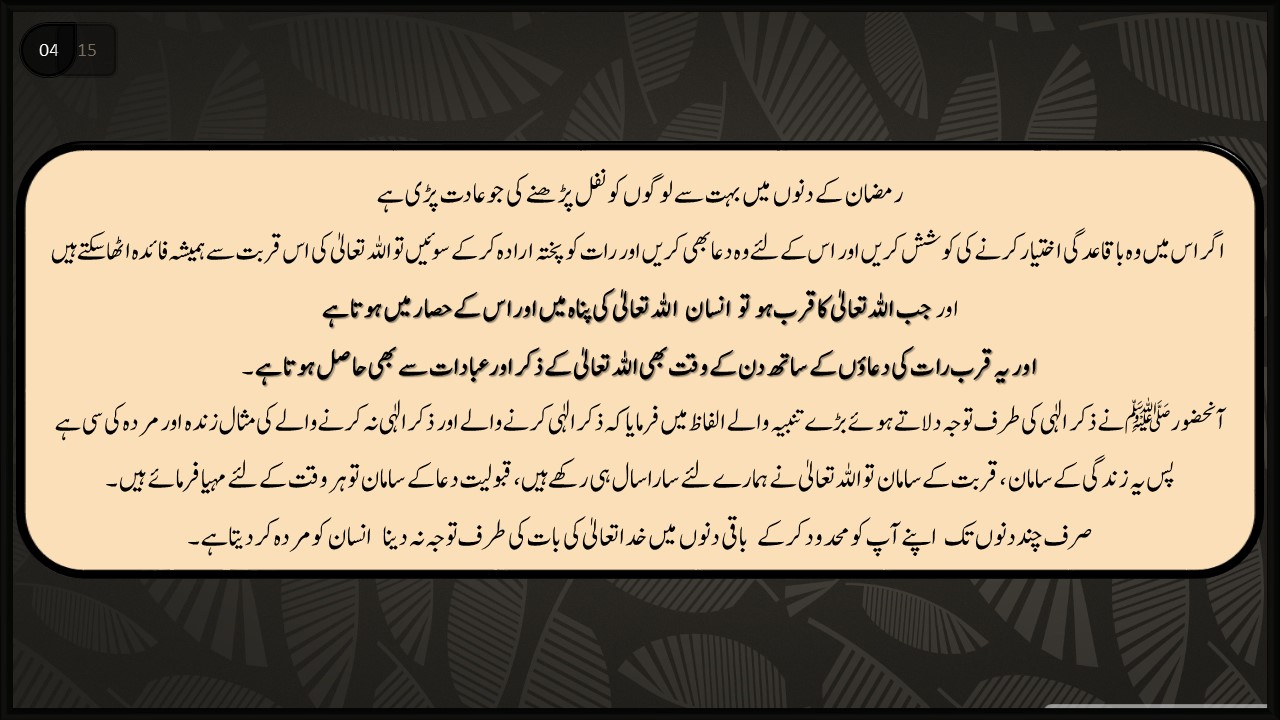 04 15
رمضان کے دنوں میں بہت سے لوگوں کو نفل پڑھنے کی جو عادت پڑی ہے
اگر اس میں وہ باقاعدگی اختیار کرنے کی کوشش کریں اور اس کے لئے وہ دعا بھی کریں اور رات کو پختہ ارادہ کر کے سوئیں تو اللہ تعالیٰ کی اس قربت سے ہمیشہ فائدہ اٹھا سکتے ہیں
اور جب اللہ تعالیٰ کا قرب ہو تو انسان اللہ تعالیٰ کی پناہ میں اور اس کے حصار میں ہوتا ہے
اور یہ قرب رات کی دعاؤں کے ساتھ دن کے وقت بھی اللہ تعالیٰ کے ذکر اور عبادات سے بھی حاصل ہوتا ہے۔
آنحضور ﷺ نے ذکر الٰہی کی طرف توجہ دلاتے ہوئے بڑے تنبیہ والے الفاظ میں فرمایا کہ ذکر الٰہی کرنے والے اور ذکر الٰہی نہ کرنے والے کی مثال زندہ اور مردہ کی سی ہے
پس یہ زندگی کے سامان، قربت کے سامان تو اللہ تعالیٰ نے ہمارے لئے سارا سال ہی رکھے ہیں، قبولیت دعا کے سامان تو ہر وقت کے لئے مہیا فرمائے ہیں۔
صرف چند دنوں تک اپنے آپ کو محدود کر کے باقی دنوں میں خدا تعالیٰ کی بات کی طرف توجہ نہ دینا انسان کو مردہ کر دیتا ہے۔